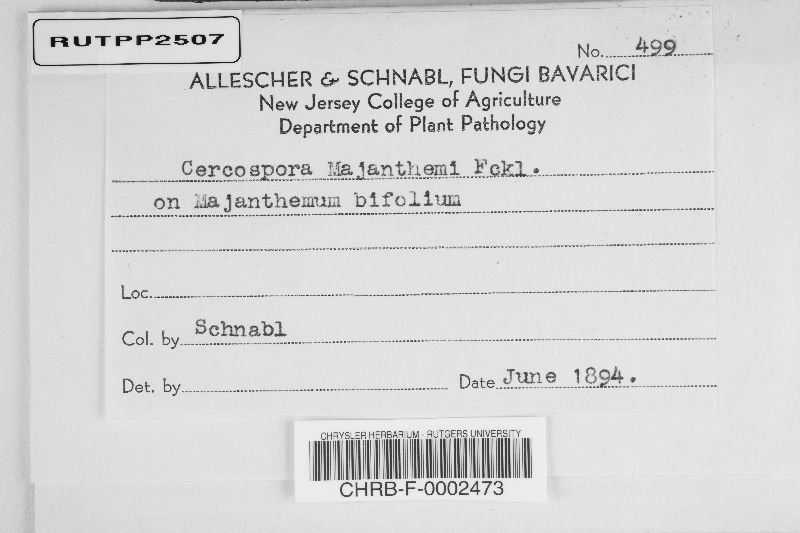 RUTPP2507
No. 499
ALLESCHER & SCHNABL, FUNGI BAVARICI
New Jersey College of Agriculture
Department of Plant Pathology
Cercospora Majanthemi Fckl.
on Majanthemum bifolium
Loc.
Col. by Schnabl
Det. by Date June 1894.
CHRYSLER HERBARIUM - RUTGERS UNIVERSITY
CHRB-F-0002473